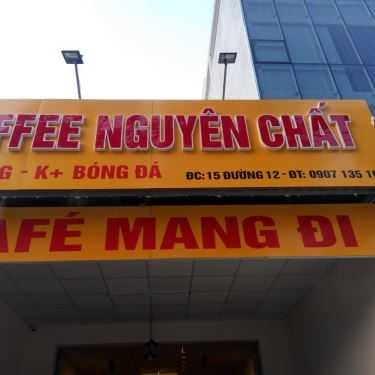 FFEE NGUYÊN CHẤT
G - K+ BÓNG ĐÁ ĐC: 15 ĐƯỜNG 12 - ĐT: 0907 135 1
AFÉ MANG ĐI